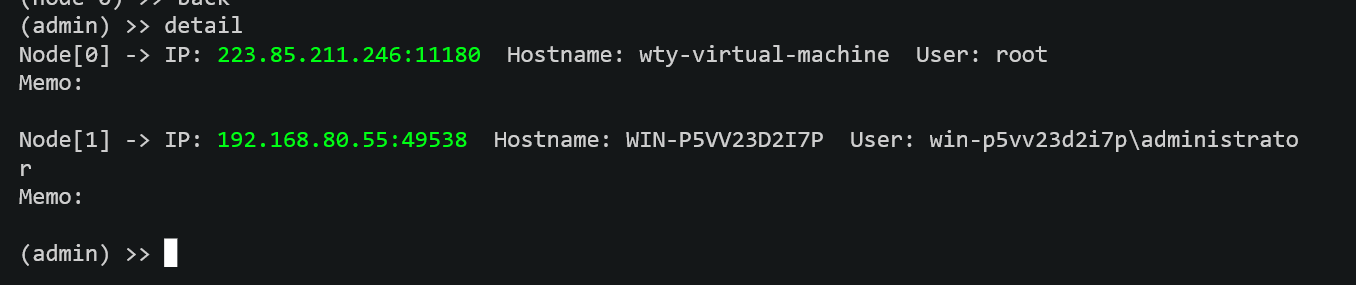 (node 0) >> back
(admin) >> detail
Node[0] -> IP: 223.85.211.246:11180  Hostname: wty-virtual-machine  User: root
Memo:
Node[1] -> IP: 192.168.80.55:49538  Hostname: WIN-P5VV23D2I7P  User: win-p5vv23d2i7p\administrato
r
Memo:
(admin) >>